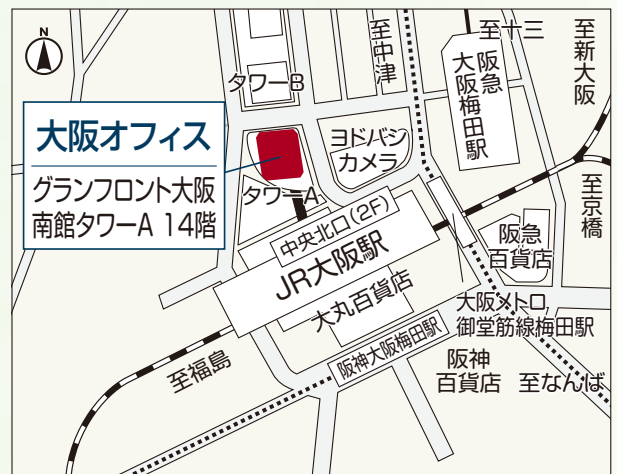 N
至中津
至十三
阪急
大阪梅田駅
至新大阪
タワーB
大阪オフィス
グランフロント大阪
南館タワーA 14階
ヨドバシ
カメラ
タワーA
中央北口(2F)
JR大阪駅
大丸百貨店
阪急
百貨店
至京橋
大阪メトロ
御堂筋線梅田駅
阪神大阪梅田駅
阪神
百貨店
至なんば
至福島